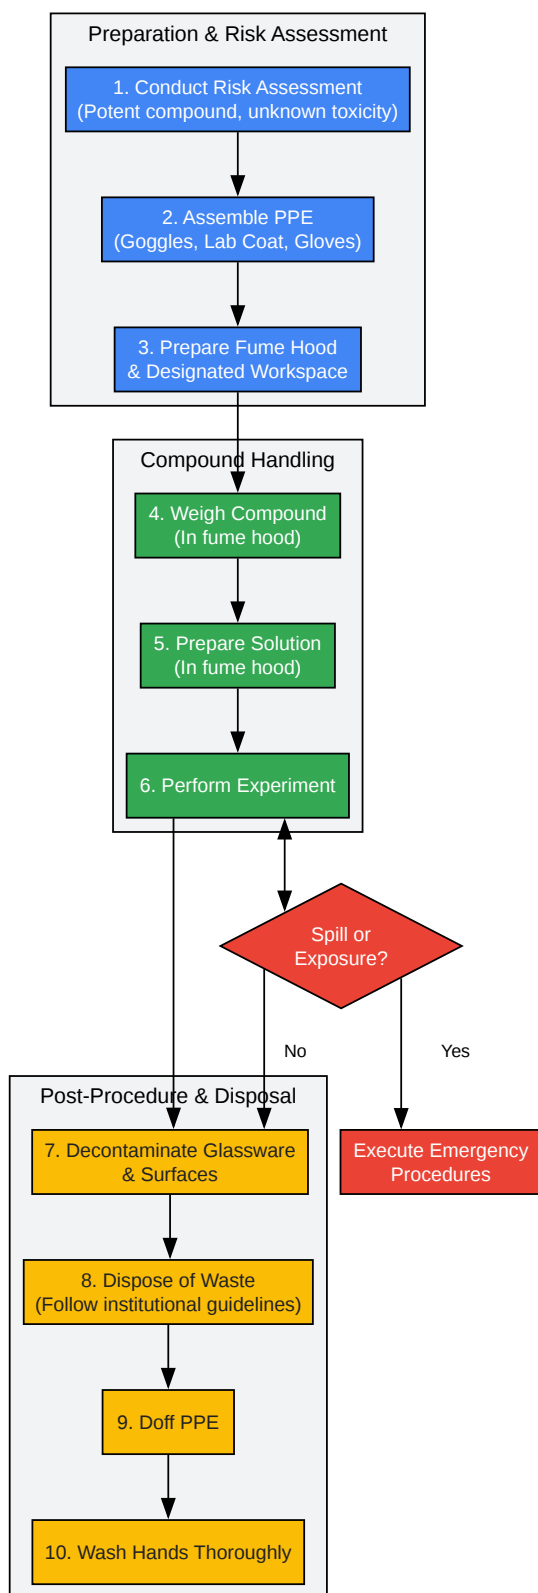 Preparation & Risk Assessment
1. Conduct Risk Assessment
(Potent compound, unknown toxicity)
2. Assemble PPE
(Goggles, Lab Coat, Gloves)
3. Prepare Fume Hood
& Designated Workspace
Compound Handling
4. Weigh Compound
(In fume hood)
5. Prepare Solution
(In fume hood)
6. Perform Experiment
Spill or
Exposure?
No
Yes
Post-Procedure & Disposal
7. Decontaminate Glassware
& Surfaces
Execute Emergency
Procedures
8. Dispose of Waste
(Follow institutional guidelines)
9. Doff PPE
10. Wash Hands Thoroughly